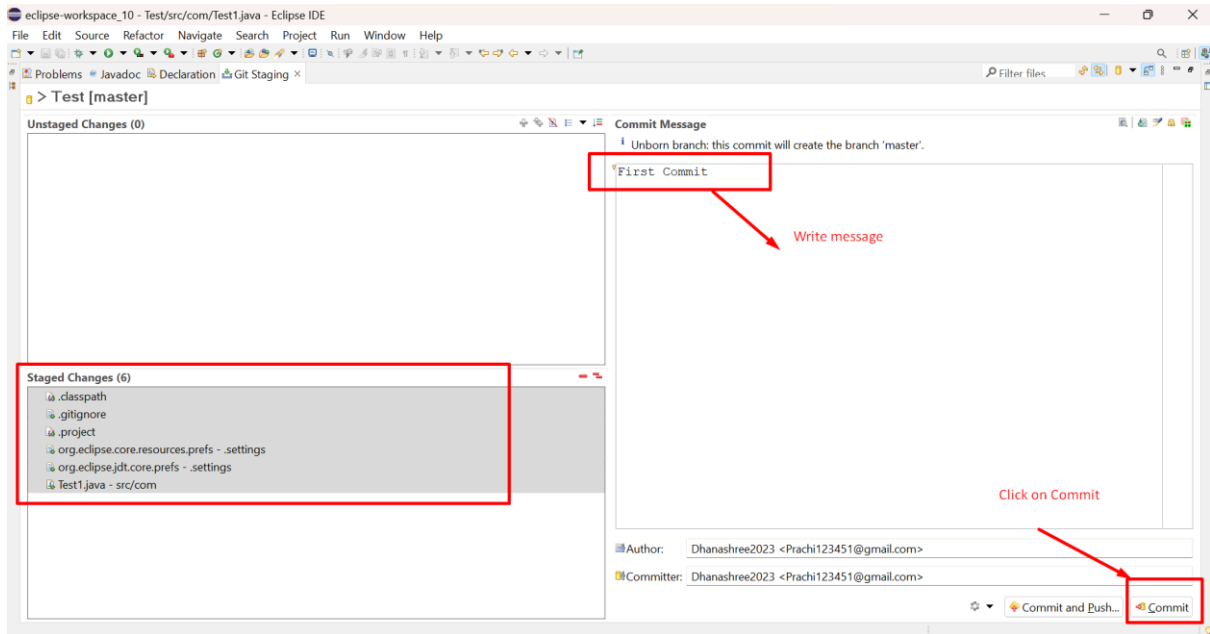 eclipse-workspace_10 - Test/src/com/Test1.java - Eclipse IDE
File Edit Source Refactor Navigate Search Project Run Window Help
Problems Javadoc Declaration Git Staging
Filter files
> Test [master]
Unstaged Changes (0)
Commit Message
Unborn branch: this commit will create the branch 'master'.
First Commit
Write message
Staged Changes (6)
.classpath
.gitignore
.project
org.eclipse.core.resources.prefs - .settings
org.eclipse.jdt.core.prefs - .settings
Test1.java - src/com
Click on Commit
Author: Dhanashree2023 <Prachi123451@gmail.com>
Committer: Dhanashree2023 <Prachi123451@gmail.com>
Commit and Push... Commit